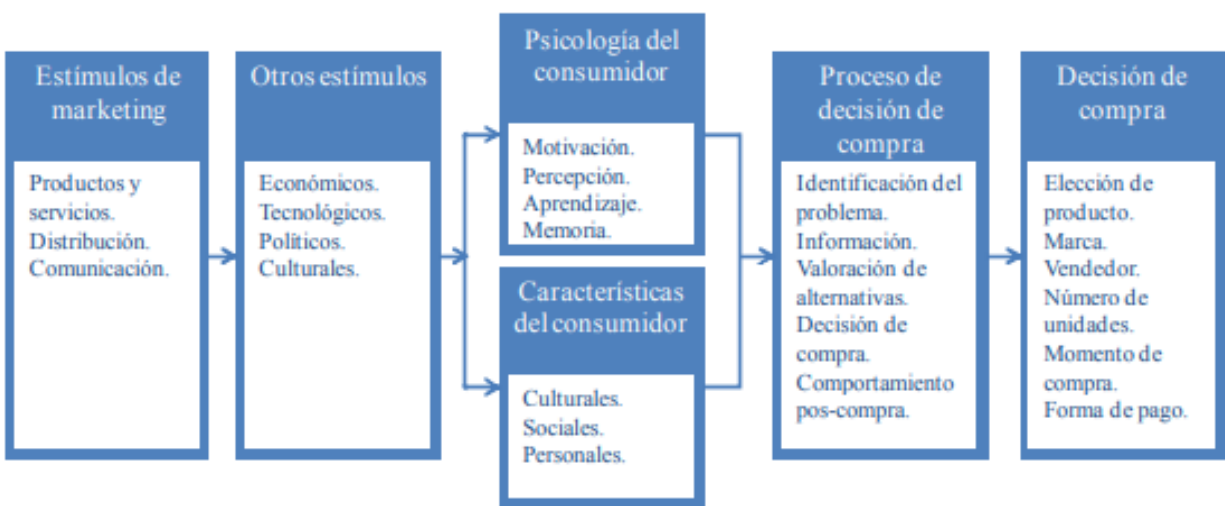 Estímulos de
marketing
Productos y
servicios.
Distribución.
Comunicación.
Otros estímulos
Económicos.
Tecnológicos.
Políticos.
Culturales.
Psicología del
consumidor
Motivación.
Percepción.
Aprendizaje.
Memoria.
Características
del consumidor
Culturales.
Sociales.
Personales.
Proceso de
decisión de
compra
Identificación del
problema.
Información.
Valoración de
alternativas.
Decisión de
compra.
Comportamiento
pos-compra.
Decisión de
compra
Elección de
producto.
Marca.
Vendedor.
Número de
unidades.
Momento de
compra.
Forma de pago.